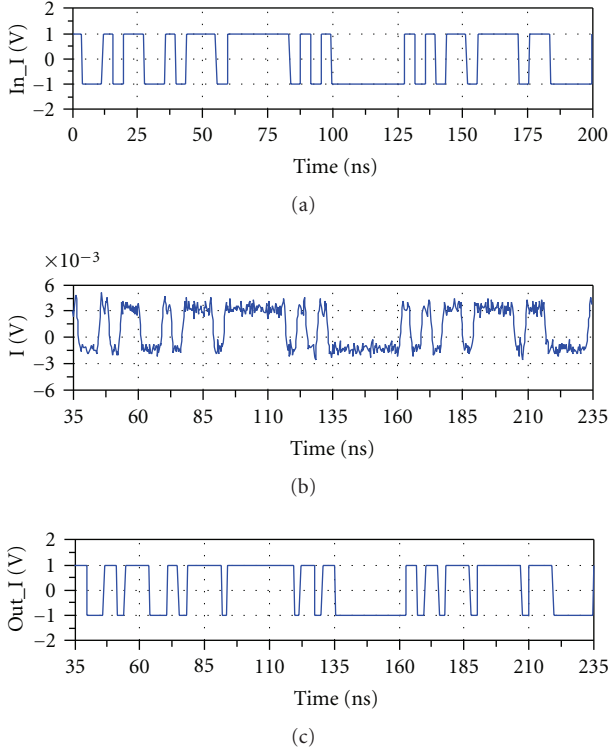 2
1
0
−1
−2
In_I (V)
0 25 50 75 100 125 150 175 200
Time (ns)
(a)
×10−3
6
3
0
−3
−6
I (V)
35 60 85 110 135 160 185 210 235
Time (ns)
(b)
2
1
0
−1
−2
Out_I (V)
35 60 85 110 135 160 185 210 235
Time (ns)
(c)